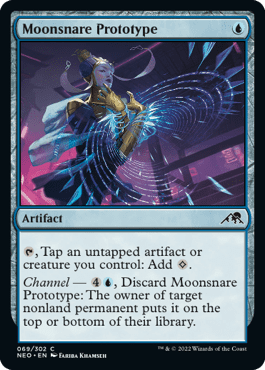 Moonsnare Prototype
Artifact
, Tap an untapped artifact or
creature you control: Add .
Channel — 4, Discard Moonsnare
Prototype: The owner of target
nonland permanent puts it on the
top or bottom of their library.
069/302 C
NEO • EN Fariba Khamseh
™ & © 2022 Wizards of the Coast